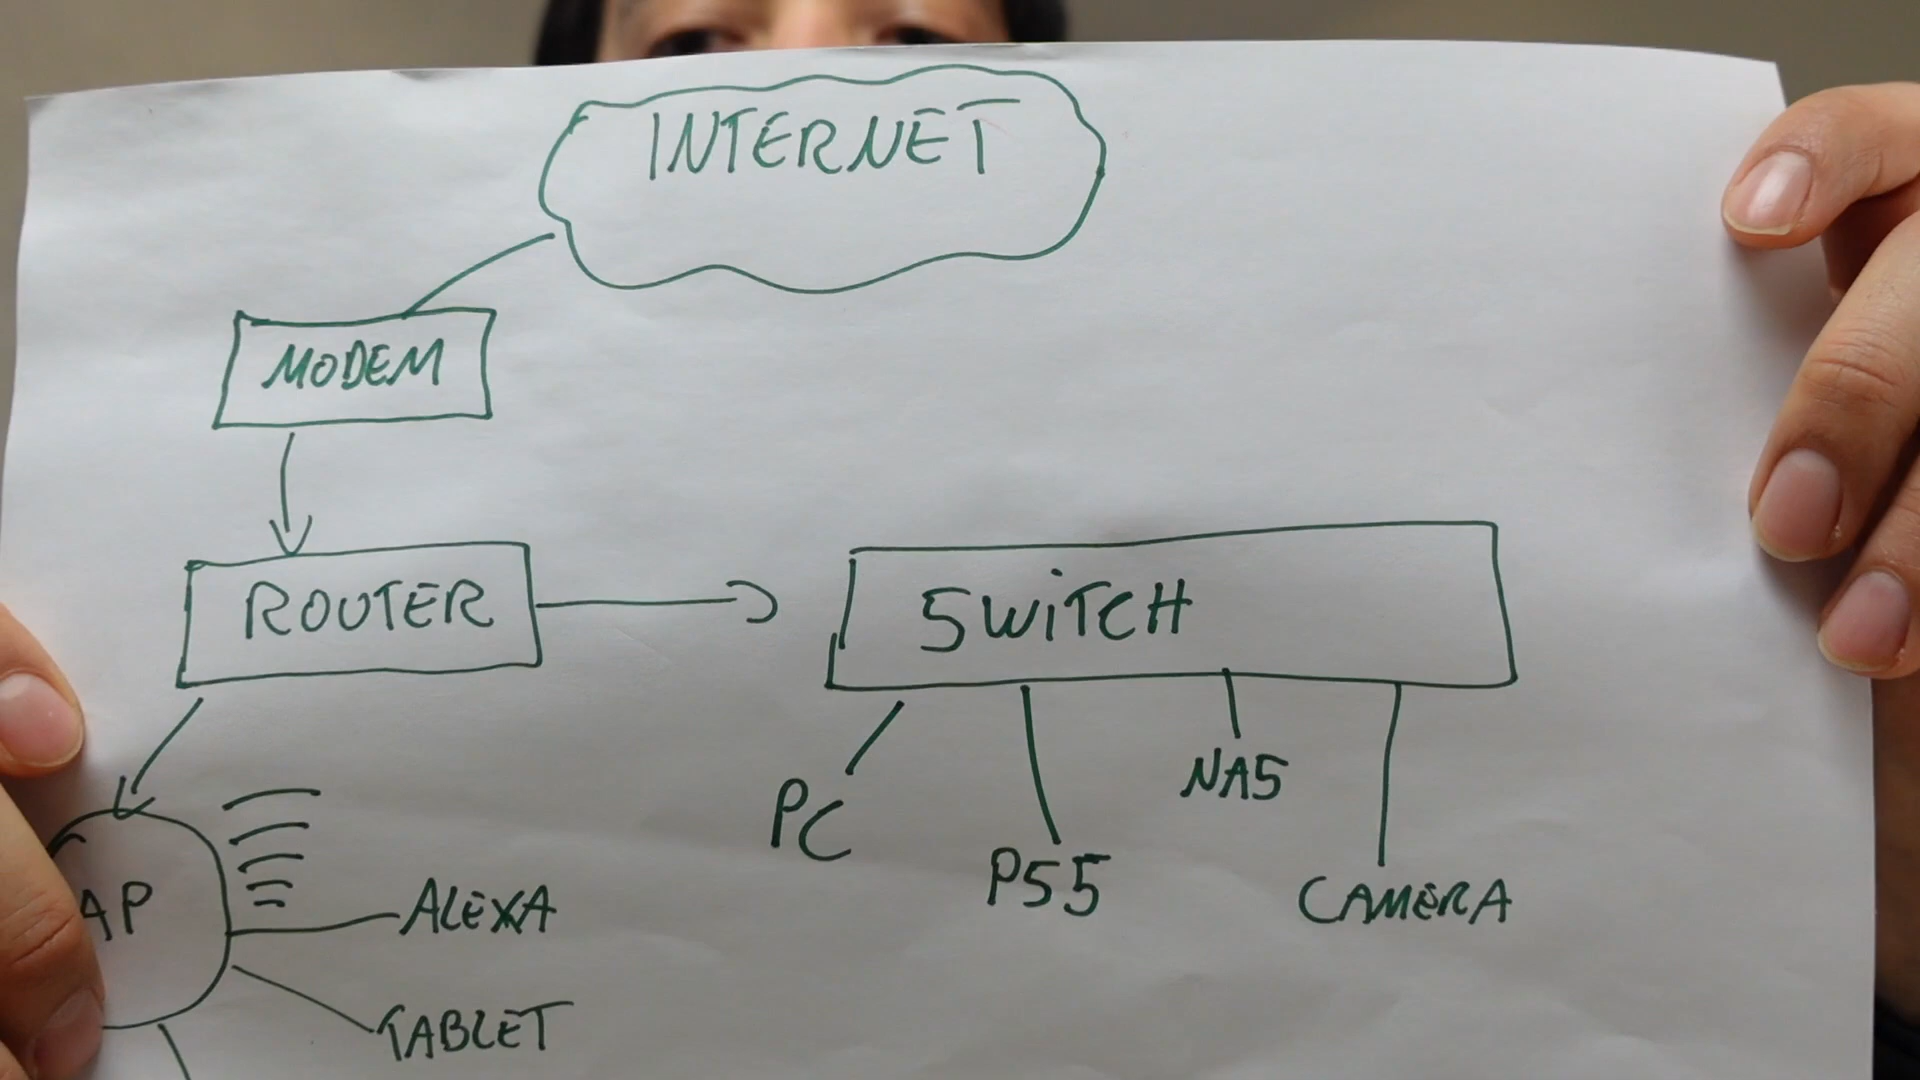 INTERNET
MODEM
ROUTER
SWiTCH
PC
PS5
NAS
CAMERA
AP
ALEXA
TABLET